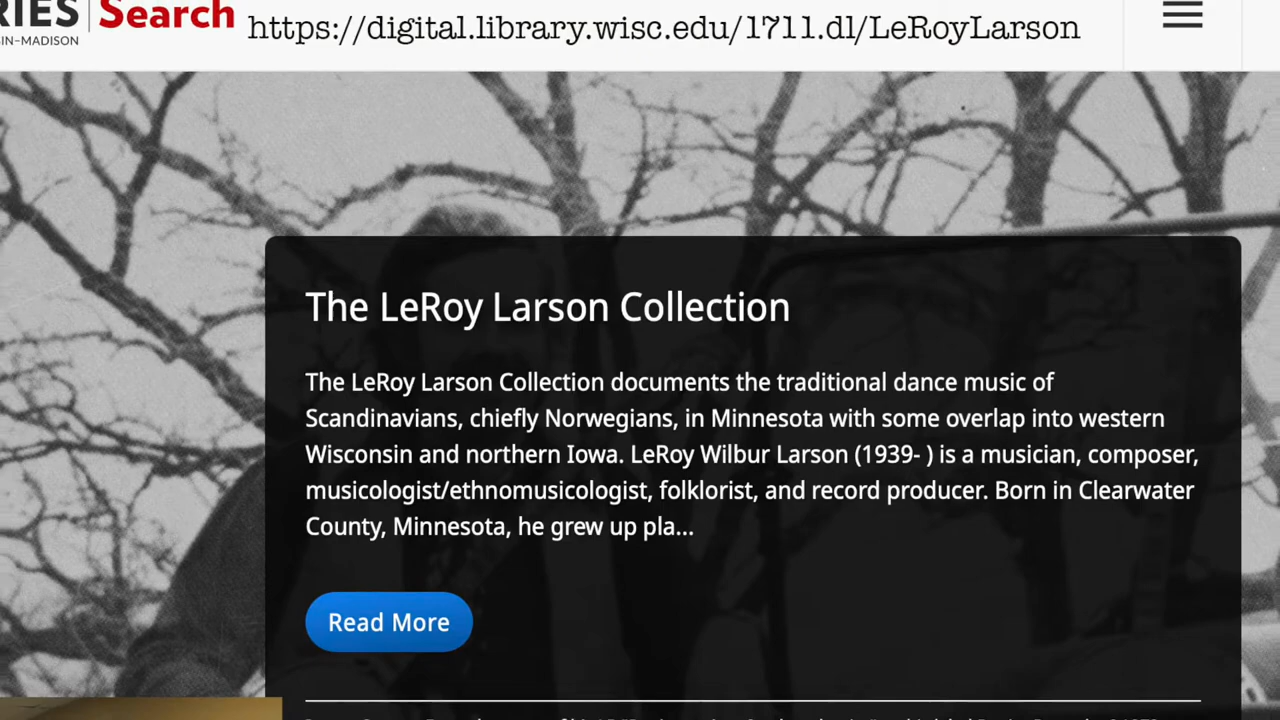 RIES | Search
https://digital.library.wisc.edu/1711.dl/LeRoyLarson
IN–MADISON
The LeRoy Larson Collection
The LeRoy Larson Collection documents the traditional dance music of
Scandinavians, chiefly Norwegians, in Minnesota with some overlap into western
Wisconsin and northern Iowa. LeRoy Wilbur Larson (1939- ) is a musician, composer,
musicologist/ethnomusicologist, folklorist, and record producer. Born in Clearwater
County, Minnesota, he grew up pla...
Read More